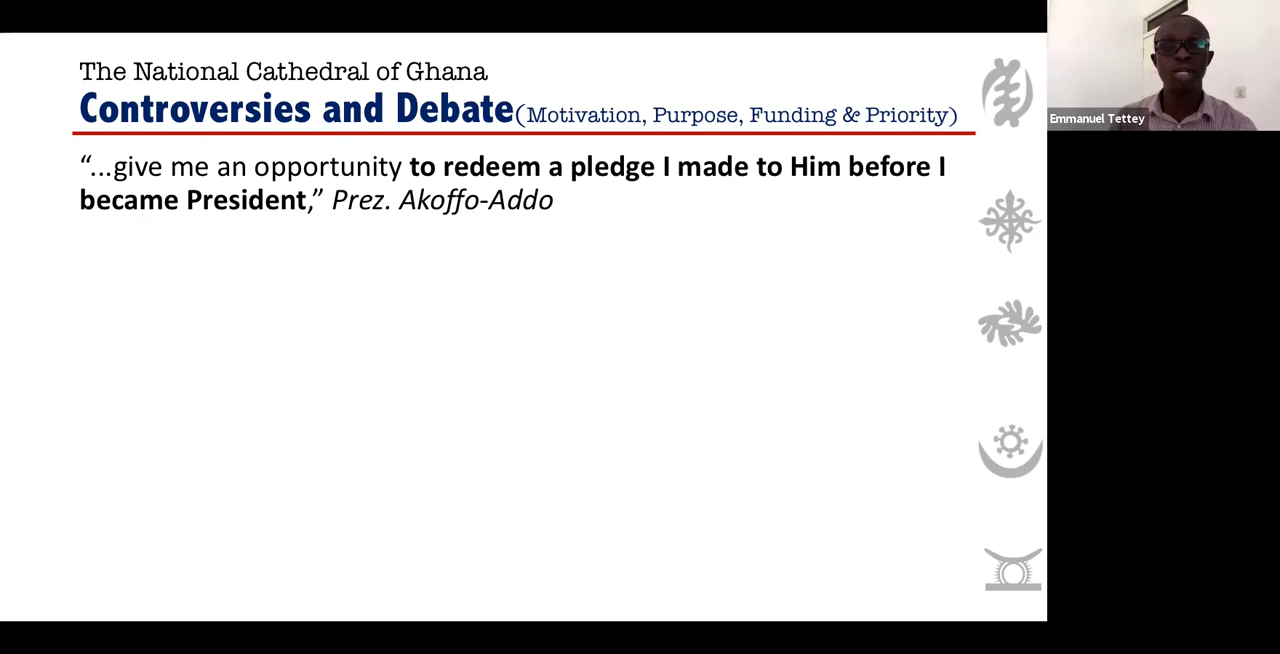 The National Cathedral of Ghana
Controversies and Debate(Motivation, Purpose, Funding & Priority)
“...give me an opportunity to redeem a pledge I made to Him before I
became President,” Prez. Akoffo-Addo
Emmanuel Tettey